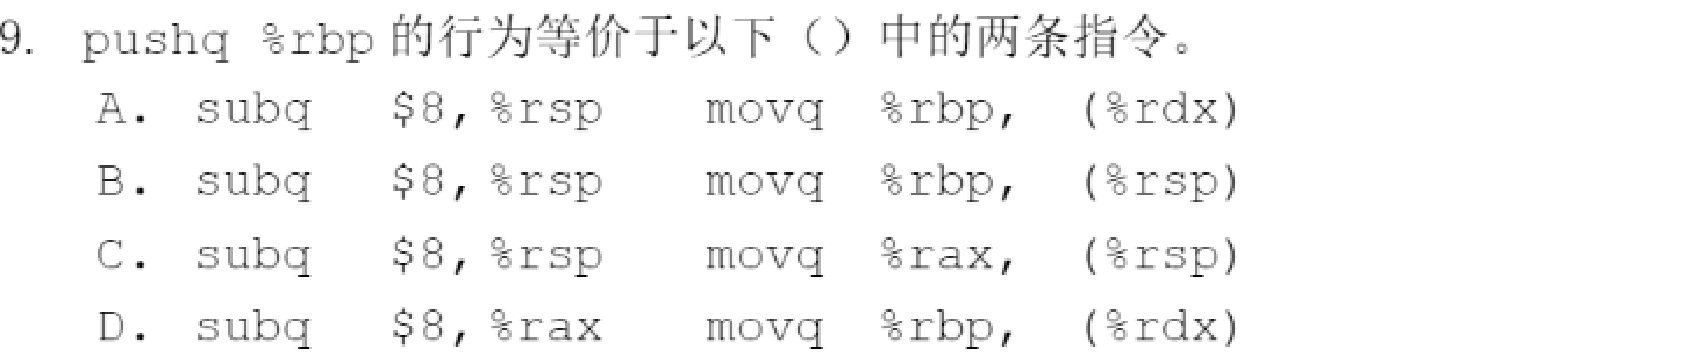 9. pushq %rbp 的行为等价于以下（）中的两条指令。
A. subq $8,%rsp movq %rbp, (%rdx)
B. subq $8,%rsp movq %rbp, (%rsp)
C. subq $8,%rsp movq %rax, (%rsp)
D. subq $8,%rax movq %rbp, (%rdx)